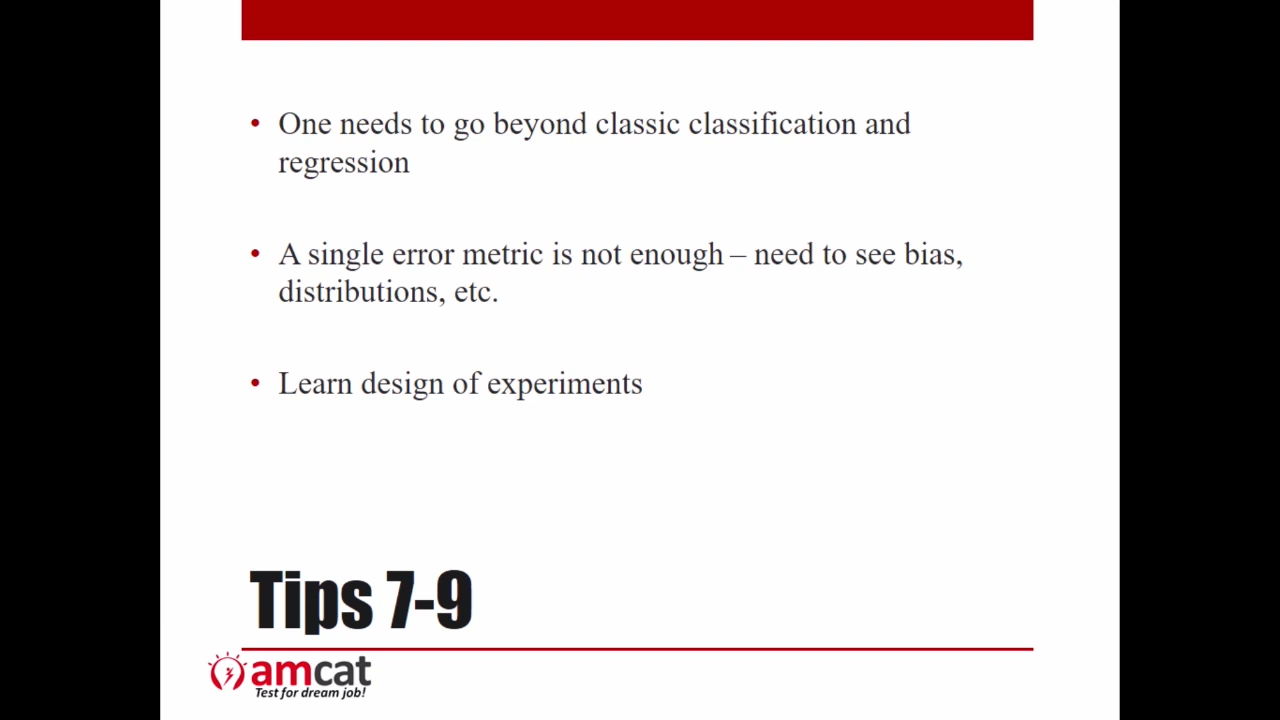 • One needs to go beyond classic classification and
regression
• A single error metric is not enough – need to see bias,
distributions, etc.
• Learn design of experiments
Tips 7-9
amcat
Test for dream job!